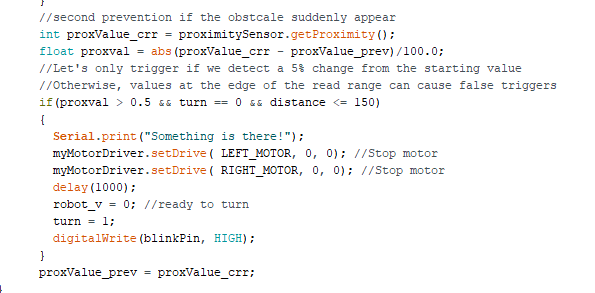 }
//second prevention if the obstcale suddenly appear
int proxValue_crr = proximitySensor.getProximity();
float proxval = abs(proxValue_crr - proxValue_prev)/100.0;
//Let's only trigger if we detect a 5% change from the starting value
//Otherwise, values at the edge of the read range can cause false triggers
if(proxval > 0.5 && turn == 0 && distance <= 150)
{
Serial.print("Something is there!");
myMotorDriver.setDrive( LEFT_MOTOR, 0, 0); //Stop motor
myMotorDriver.setDrive( RIGHT_MOTOR, 0, 0); //Stop motor
delay(1000);
robot_v = 0; //ready to turn
turn = 1;
digitalWrite(blinkPin, HIGH);
}
proxValue_prev = proxValue_crr;
}